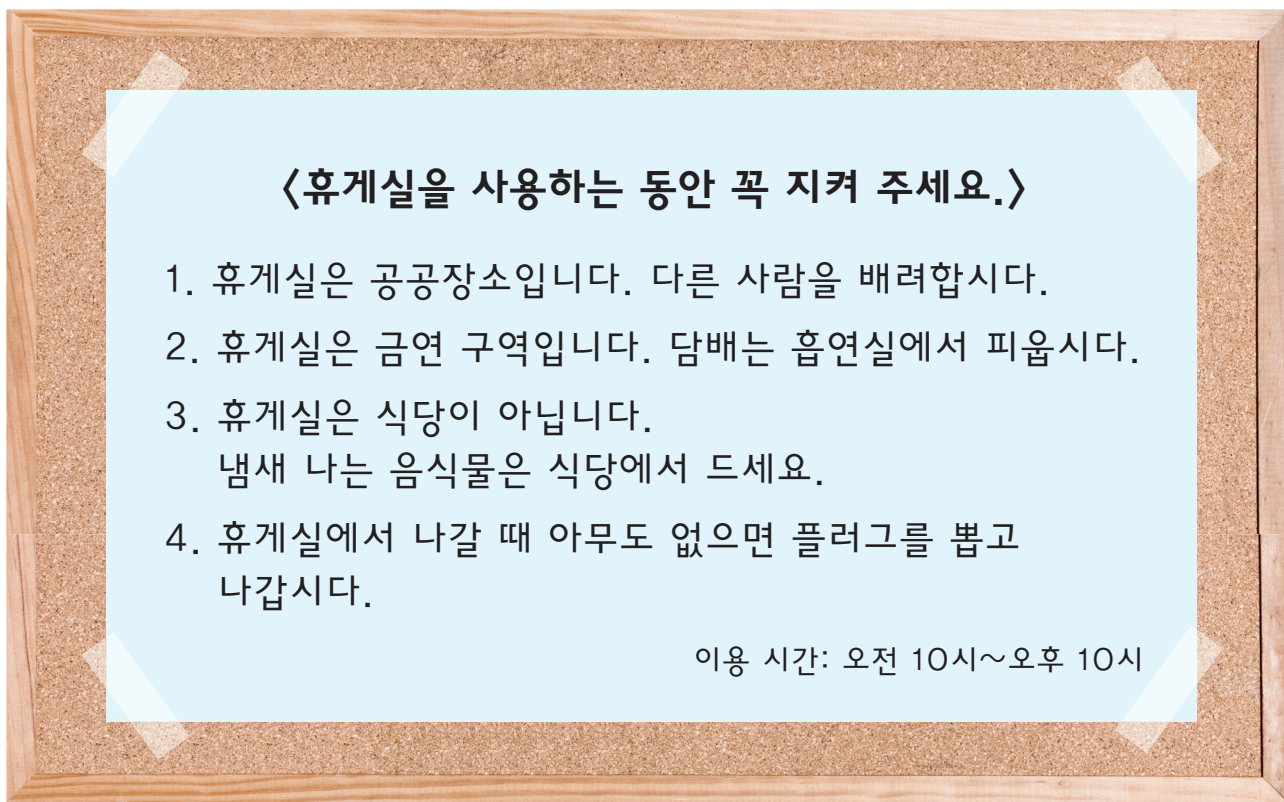 〈휴게실을 사용하는 동안 꼭 지켜 주세요.〉
1. 휴게실은 공공장소입니다. 다른 사람을 배려합시다.
2. 휴게실은 금연 구역입니다. 담배는 흡연실에서 피웁시다.
3. 휴게실은 식당이 아닙니다.
냄새 나는 음식물은 식당에서 드세요.
4. 휴게실에서 나갈 때 아무도 없으면 플러그를 뽑고
나갑시다.
이용 시간: 오전 10시~오후 10시